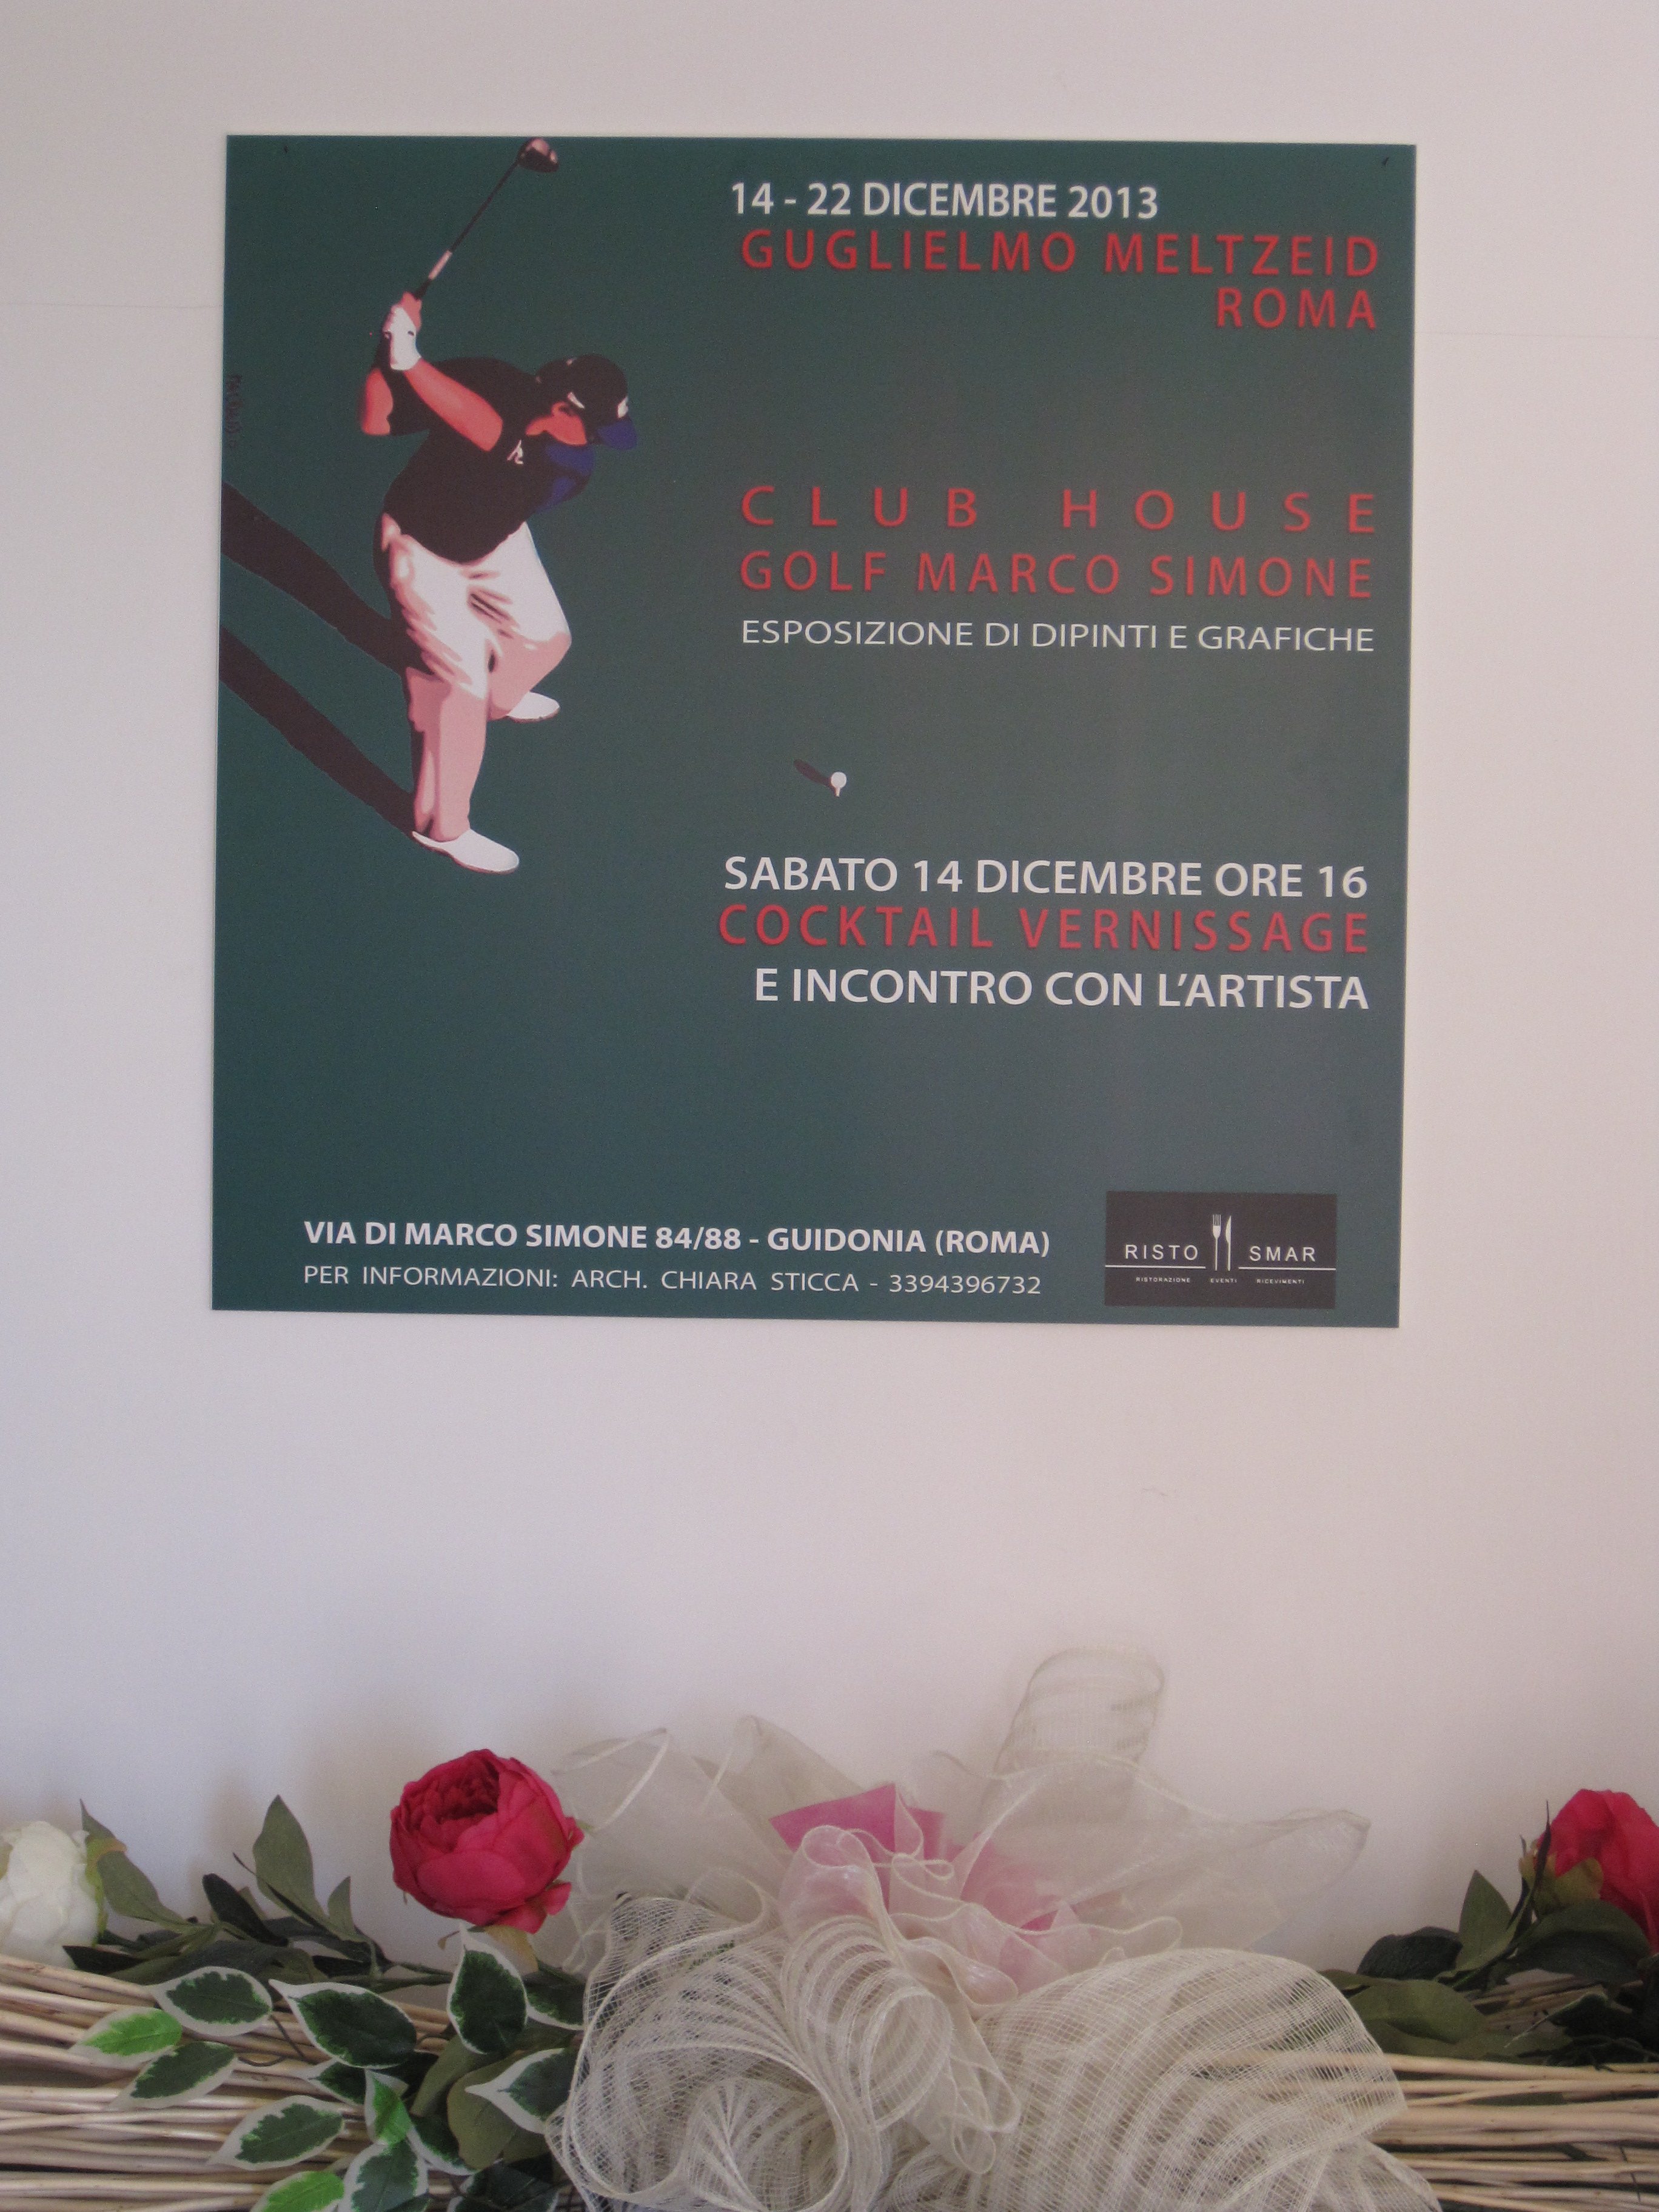 14 - 22 DICEMBRE 2013
GUGLIELMO MELTZEID
ROMA
CLUB HOUSE
GOLF MARCO SIMONE
ESPOSIZIONE DI DIPINTI E GRAFICHE
SABATO 14 DICEMBRE ORE 16
COCKTAIL VERNISSAGE
E INCONTRO CON L'ARTISTA
VIA DI MARCO SIMONE 84/88 - GUIDONIA (ROMA)
PER INFORMAZIONI: ARCH. CHIARA STICCA - 3394396732
RISTO SMAR
RISTORAZIONE EVENTI RICEVIMENTI